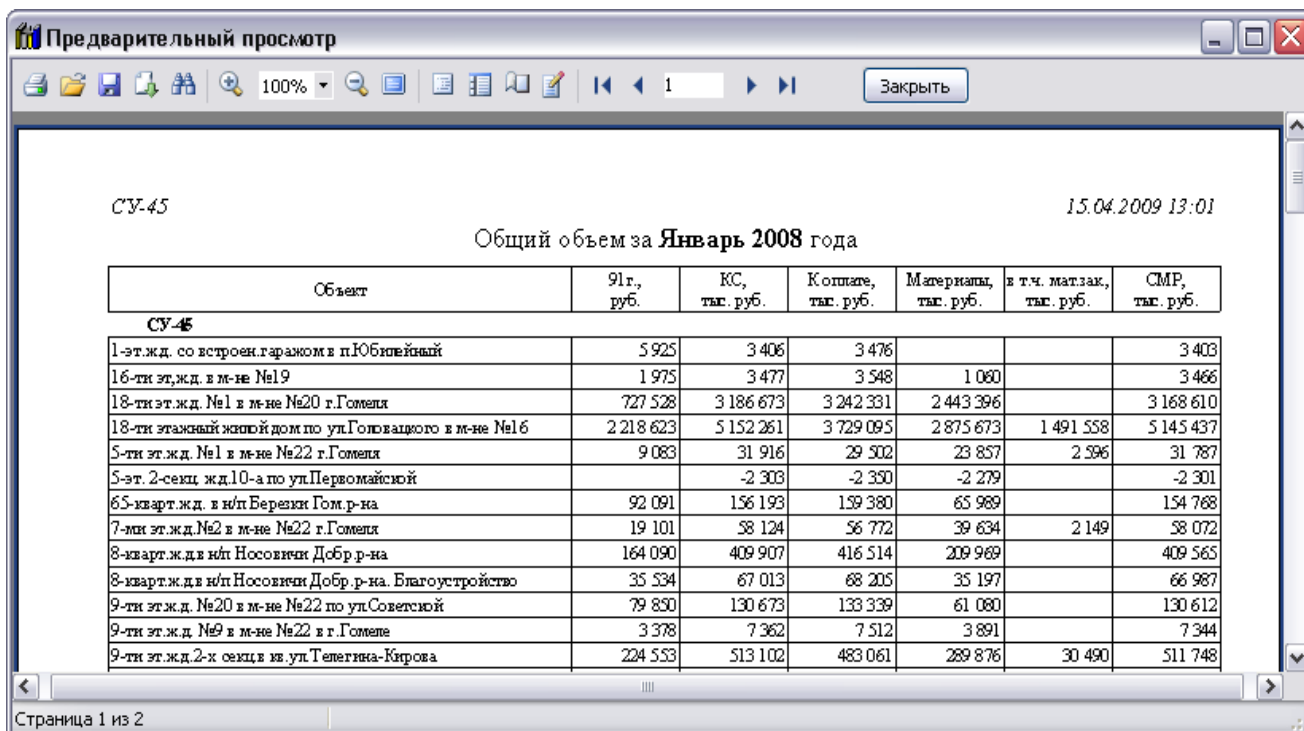 Предварительный просмотр
100% 1 Закрыть
СУ-45 15.04.2009 13:01
Общий объем за Январь 2008 года
Объект 91г., руб. КС, тыс. руб. К оплате, тыс. руб. Материалы, тыс. руб. в т.ч. мат.зак., тыс. руб. СМР, тыс. руб.
СУ-45
1-эт.жд. со встроен.гаражом в п.Юбилейный 5 925 3 406 3 476 3 403
16-ти эт,жд. в м-не №19 1 975 3 477 3 548 1 060 3 466
18-ти эт.жд. №1 в м-не №20 г.Гомеля 727 528 3 186 673 3 242 331 2 443 396 3 168 610
18-ти этажный жилой дом по ул.Головацкого в м-не №16 2 218 623 5 152 261 3 729 095 2 875 673 1 491 558 5 145 437
5-ти эт.жд. №1 в м-не №22 г.Гомеля 9 083 31 916 29 502 23 857 2 596 31 787
5-эт. 2-секц. жд.10-а по ул.Первомайской -2 303 -2 350 -2 279 -2 301
65-кварт.жд. в н/п Березки Гом.р-на 92 091 156 193 159 380 65 989 154 768
7-ми эт.жд.№2 в м-не №22 г.Гомеля 19 101 58 124 56 772 39 634 2 149 58 072
8-кварт.ж.д.в н/п Носовичи Добр.р-на 164 090 409 907 416 514 209 969 409 565
8-кварт.ж.д.в н/п Носовичи Добр.р-на. Благоустройство 35 534 67 013 68 205 35 197 66 987
9-ти эт.ж.д. №20 в м-не №22 по ул.Советской 79 850 130 673 133 339 61 080 130 612
9-ти эт.ж.д. №9 в м-не №22 в г.Гомеле 3 378 7 362 7 512 3 891 7 344
9-ти эт.жд.2-х секц.в кв.ул.Телегина-Кирова 224 553 513 102 483 061 289 876 30 490 511 748
Страница 1 из 2